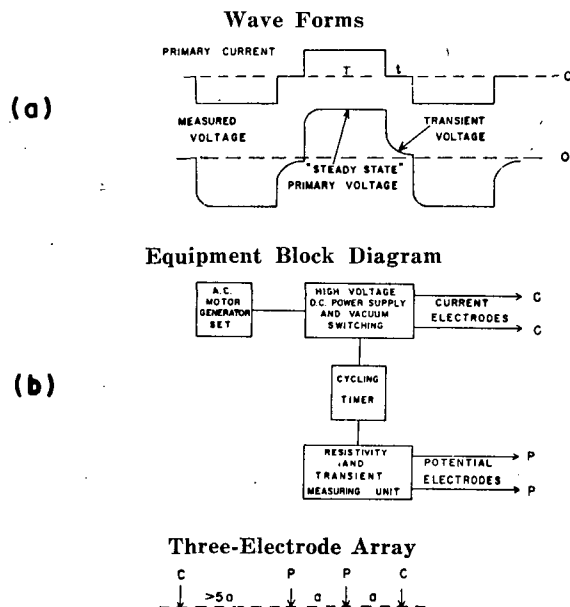 Wave Forms
PRIMARY CURRENT
T
t
O
(a)
MEASURED
VOLTAGE
TRANSIENT
VOLTAGE
O
"STEADY STATE"
PRIMARY VOLTAGE
Equipment Block Diagram
A.C.
MOTOR
GENERATOR
SET
HIGH VOLTAGE
D.C. POWER SUPPLY
AND VACUUM
SWITCHING
CURRENT
ELECTRODES
C
C
(b)
CYCLING
TIMER
RESISTIVITY
AND
TRANSIENT
MEASURING UNIT
POTENTIAL
ELECTRODES
P
P
Three-Electrode Array
C P P C
>5a a a